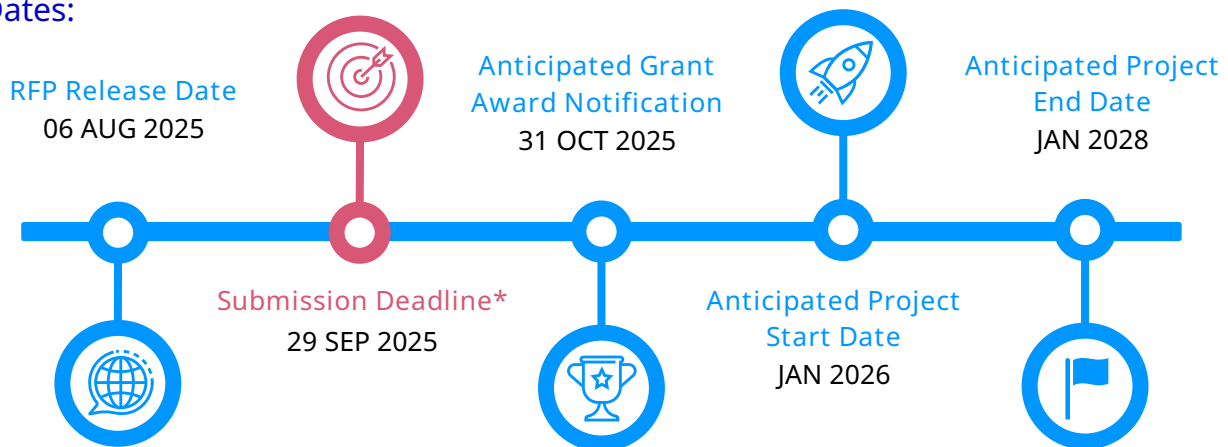 Dates:
RFP Release Date
06 AUG 2025
Submission Deadline*
29 SEP 2025
Anticipated Grant
Award Notification
31 OCT 2025
Anticipated Project
Start Date
JAN 2026
Anticipated Project
End Date
JAN 2028